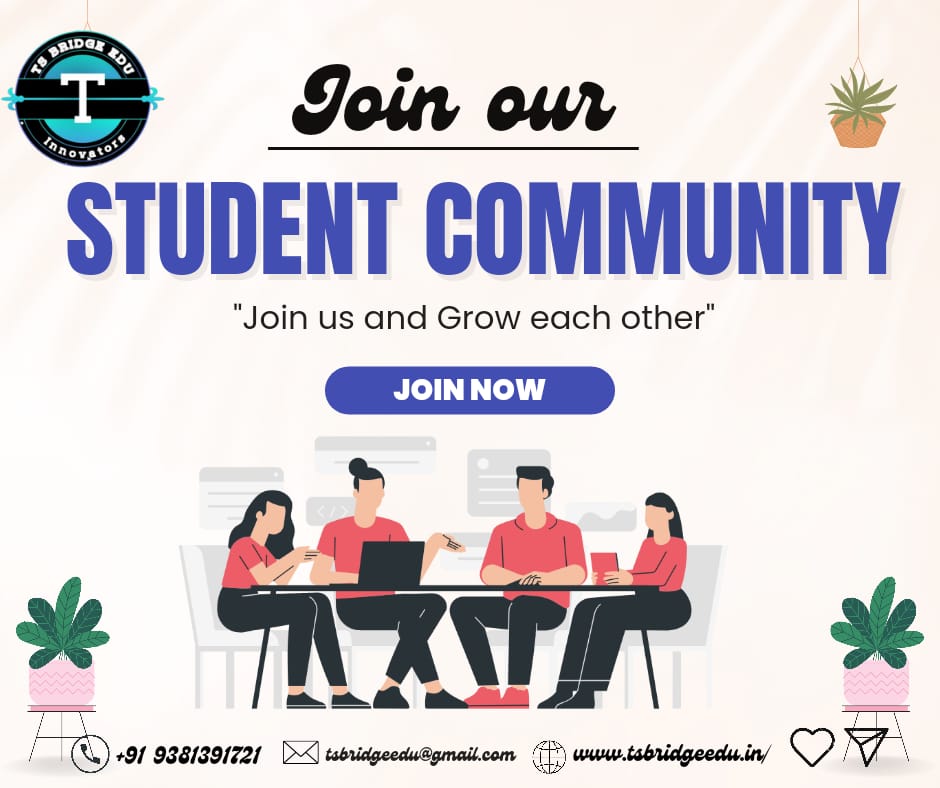 TS BRIDGE EDU
T
Innovators
Join our
STUDENT COMMUNITY
"Join us and Grow each other"
JOIN NOW
</>
+91 9381391721
tsbridgeedu@gmail.com
www.tsbridgeedu.in/